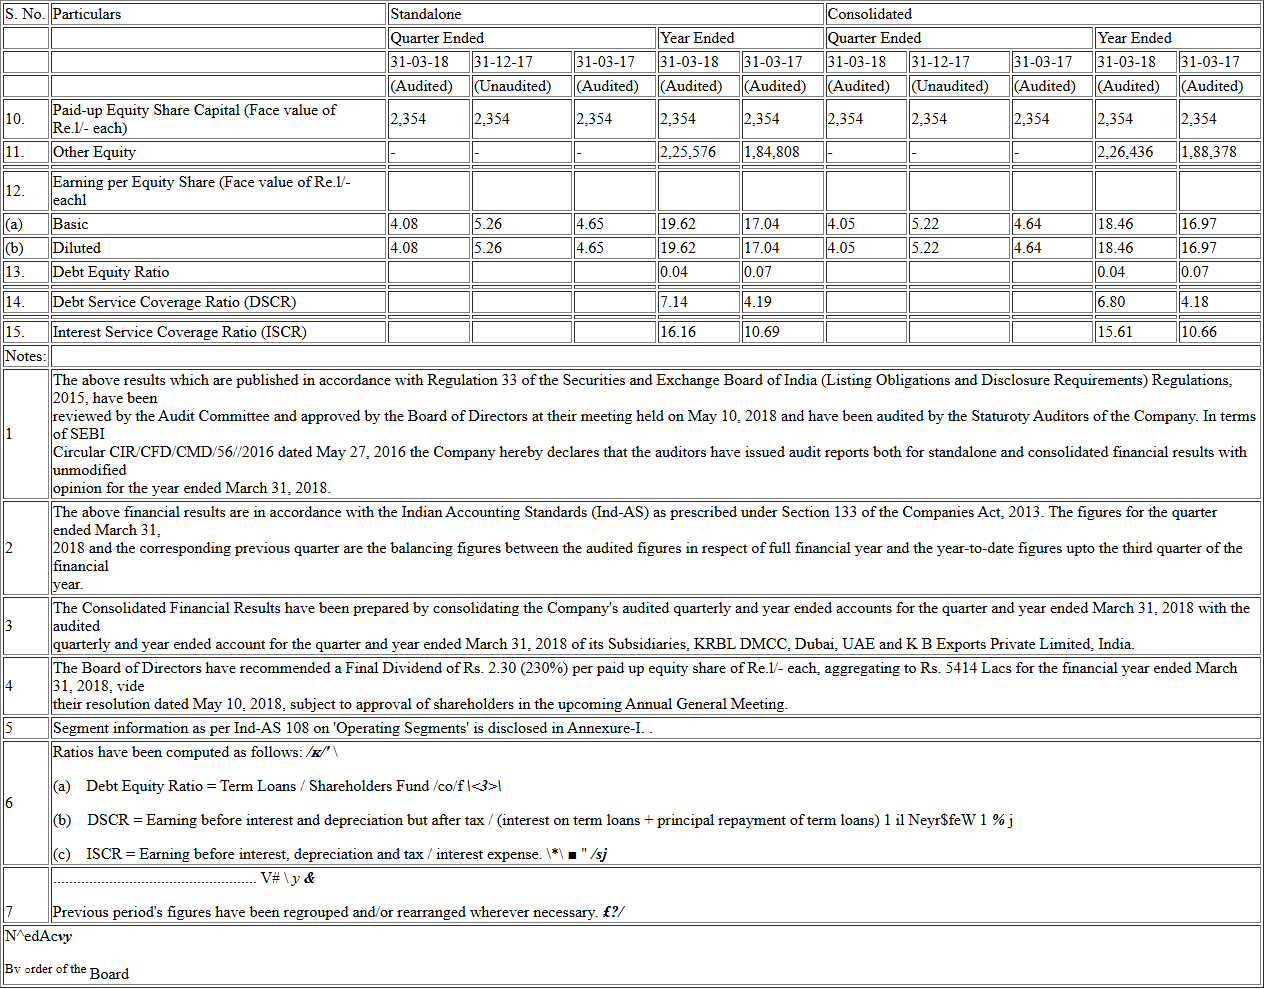 S. No. Particulars Standalone Consolidated
Quarter Ended Year Ended Quarter Ended Year Ended
31-03-18 31-12-17 31-03-17 31-03-18 31-03-17 31-03-18 31-12-17 31-03-17 31-03-18 31-03-17
(Audited) (Unaudited) (Audited) (Audited) (Audited) (Audited) (Unaudited) (Audited) (Audited) (Audited)
10. Paid-up Equity Share Capital (Face value of
Re.l/- each) 2,354 2,354 2,354 2,354 2,354 2,354 2,354 2,354 2,354 2,354
11. Other Equity - - - 2,25,576 1,84,808 - - - 2,26,436 1,88,378
12. Earning per Equity Share (Face value of Re.l/-
eachl
(a) Basic 4.08 5.26 4.65 19.62 17.04 4.05 5.22 4.64 18.46 16.97
(b) Diluted 4.08 5.26 4.65 19.62 17.04 4.05 5.22 4.64 18.46 16.97
13. Debt Equity Ratio 0.04 0.07 0.04 0.07
14. Debt Service Coverage Ratio (DSCR) 7.14 4.19 6.80 4.18
15. Interest Service Coverage Ratio (ISCR) 16.16 10.69 15.61 10.66
Notes:
1 The above results which are published in accordance with Regulation 33 of the Securities and Exchange Board of India (Listing Obligations and Disclosure Requirements) Regulations,
2015, have been
reviewed by the Audit Committee and approved by the Board of Directors at their meeting held on May 10, 2018 and have been audited by the Staturoty Auditors of the Company. In terms
of SEBI
Circular CIR/CFD/CMD/56//2016 dated May 27, 2016 the Company hereby declares that the auditors have issued audit reports both for standalone and consolidated financial results with
unmodified
opinion for the year ended March 31, 2018.
2 The above financial results are in accordance with the Indian Accounting Standards (Ind-AS) as prescribed under Section 133 of the Companies Act, 2013. The figures for the quarter
ended March 31,
2018 and the corresponding previous quarter are the balancing figures between the audited figures in respect of full financial year and the year-to-date figures upto the third quarter of the
financial
year.
3 The Consolidated Financial Results have been prepared by consolidating the Company's audited quarterly and year ended accounts for the quarter and year ended March 31, 2018 with the
audited
quarterly and year ended account for the quarter and year ended March 31, 2018 of its Subsidiaries, KRBL DMCC, Dubai, UAE and K B Exports Private Limited, India.
4 The Board of Directors have recommended a Final Dividend of Rs. 2.30 (230%) per paid up equity share of Re.l/- each, aggregating to Rs. 5414 Lacs for the financial year ended March
31, 2018, vide
their resolution dated May 10, 2018, subject to approval of shareholders in the upcoming Annual General Meeting.
5 Segment information as per Ind-AS 108 on 'Operating Segments' is disclosed in Annexure-I. .
6 Ratios have been computed as follows: /к/' \
(a) Debt Equity Ratio = Term Loans / Shareholders Fund /co/f \<3>\
(b) DSCR = Earning before interest and depreciation but after tax / (interest on term loans + principal repayment of term loans) 1 il Neyr$feW 1 % j
(c) ISCR = Earning before interest, depreciation and tax / interest expense. \*\ ■ " /sj
................................................... V# \ y &
7 Previous period's figures have been regrouped and/or rearranged wherever necessary. £?/
N^edAcvy
Bv order of the Board